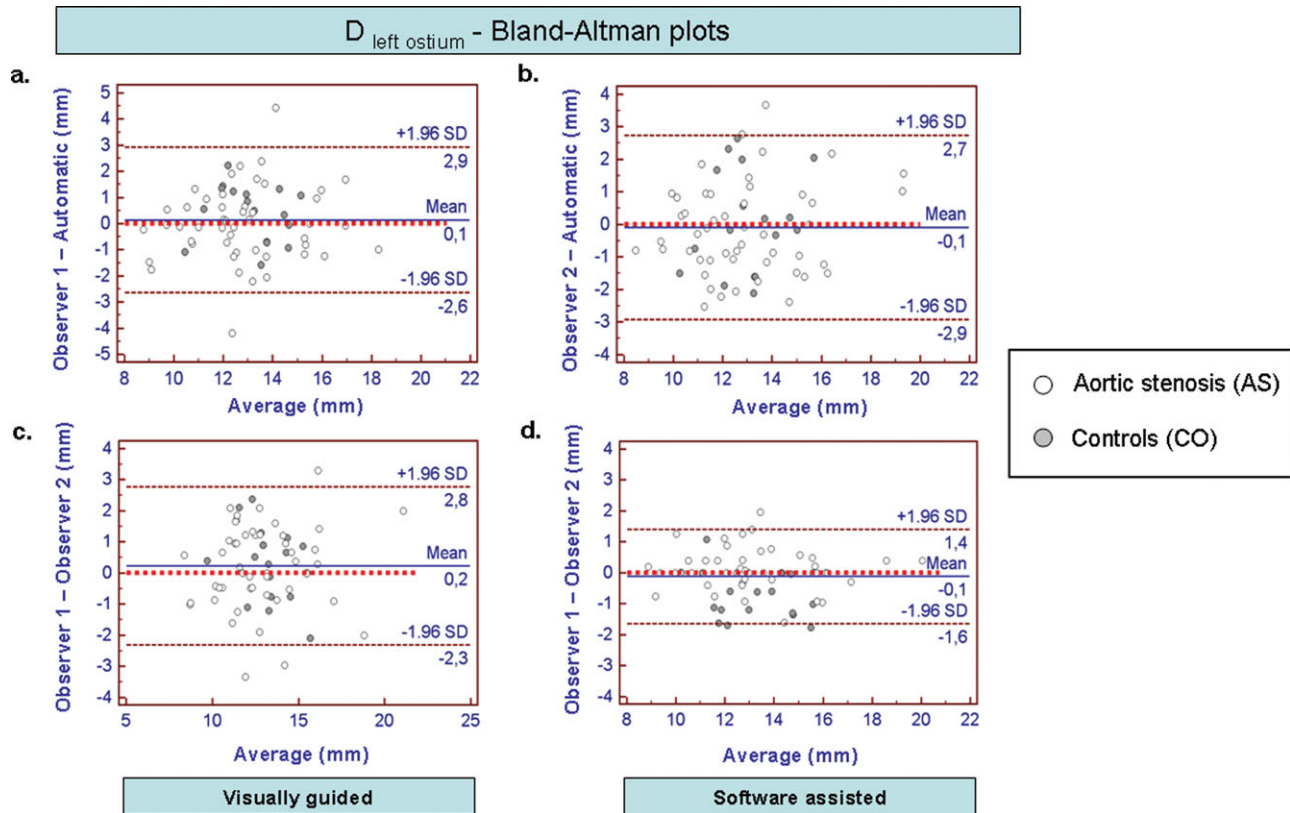 D left ostium - Bland-Altman plots
a.
Observer 1 – Automatic (mm)
5
4
3
2
1
0
-1
-2
-3
-4
5
+1.96 SD
2,9
Mean
0,1
-1.96 SD
-2,6
8 10 12 14 16 18 20 22
Average (mm)
b.
Observer 2 – Automatic (mm)
4
3
2
1
0
-1
-2
-3
-4
+1.96 SD
2,7
Mean
-0,1
-1.96 SD
-2,9
8 10 12 14 16 18 20 22
Average (mm)
Aortic stenosis (AS)
Controls (CO)
c.
Observer 1 – Observer 2 (mm)
4
3
2
1
0
-1
-2
-3
-4
+1.96 SD
2,8
Mean
0,2
-1.96 SD
-2,3
5 10 15 20 25
Average (mm)
d.
Observer 1 – Observer 2 (mm)
4
3
2
1
0
-1
-2
-3
-4
+1.96 SD
1,4
Mean
-0,1
-1.96 SD
-1,6
8 10 12 14 16 18 20 22
Average (mm)
Visually guided
Software assisted